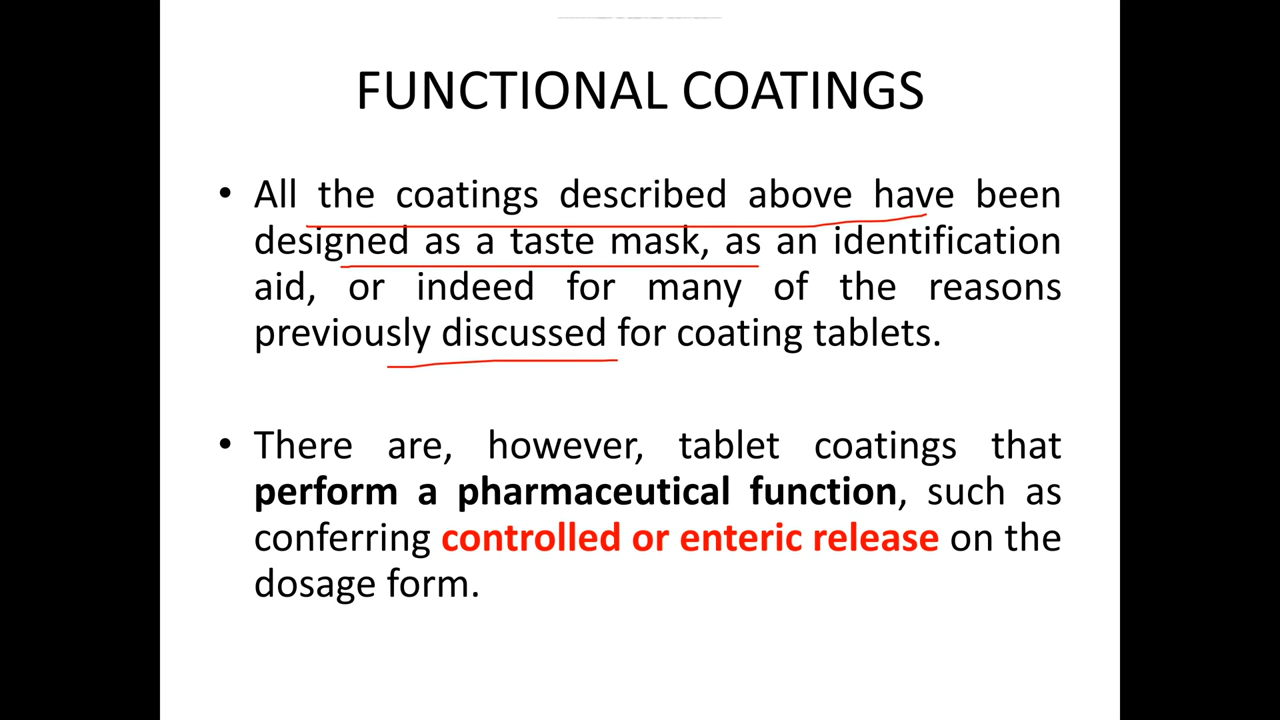 FUNCTIONAL COATINGS
• All the coatings described above have been
designed as a taste mask, as an identification
aid, or indeed for many of the reasons
previously discussed for coating tablets.
• There are, however, tablet coatings that
perform a pharmaceutical function, such as
conferring controlled or enteric release on the
dosage form.